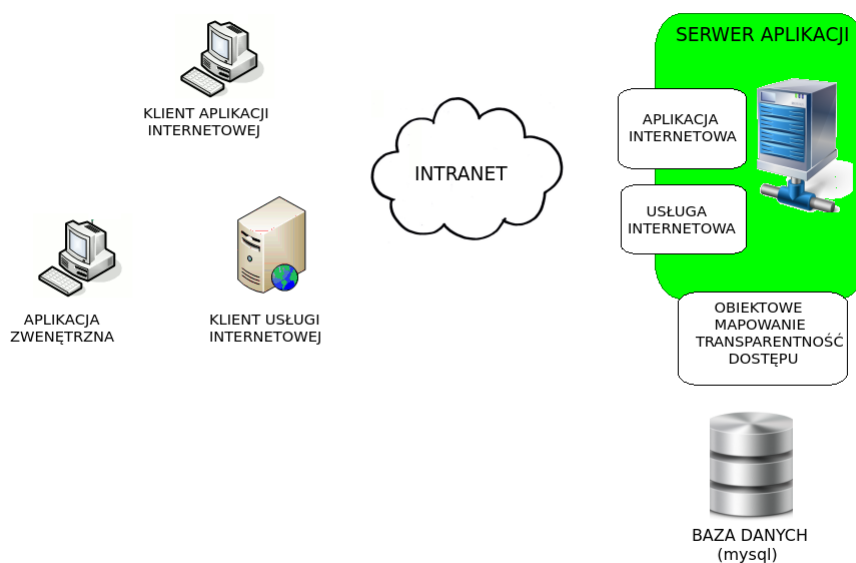 SERWER APLIKACJI
KLIENT APLIKACJI
INTERNETOWEJ
APLIKACJA
INTERNETOWA
INTRANET
USŁUGA
INTERNETOWA
APLIKACJA
ZWENĘTRZNA
KLIENT USŁUGI
INTERNETOWEJ
OBIEKTOWE
MAPOWANIE
TRANSPARENTNOŚĆ
DOSTĘPU
BAZA DANYCH
(mysql)